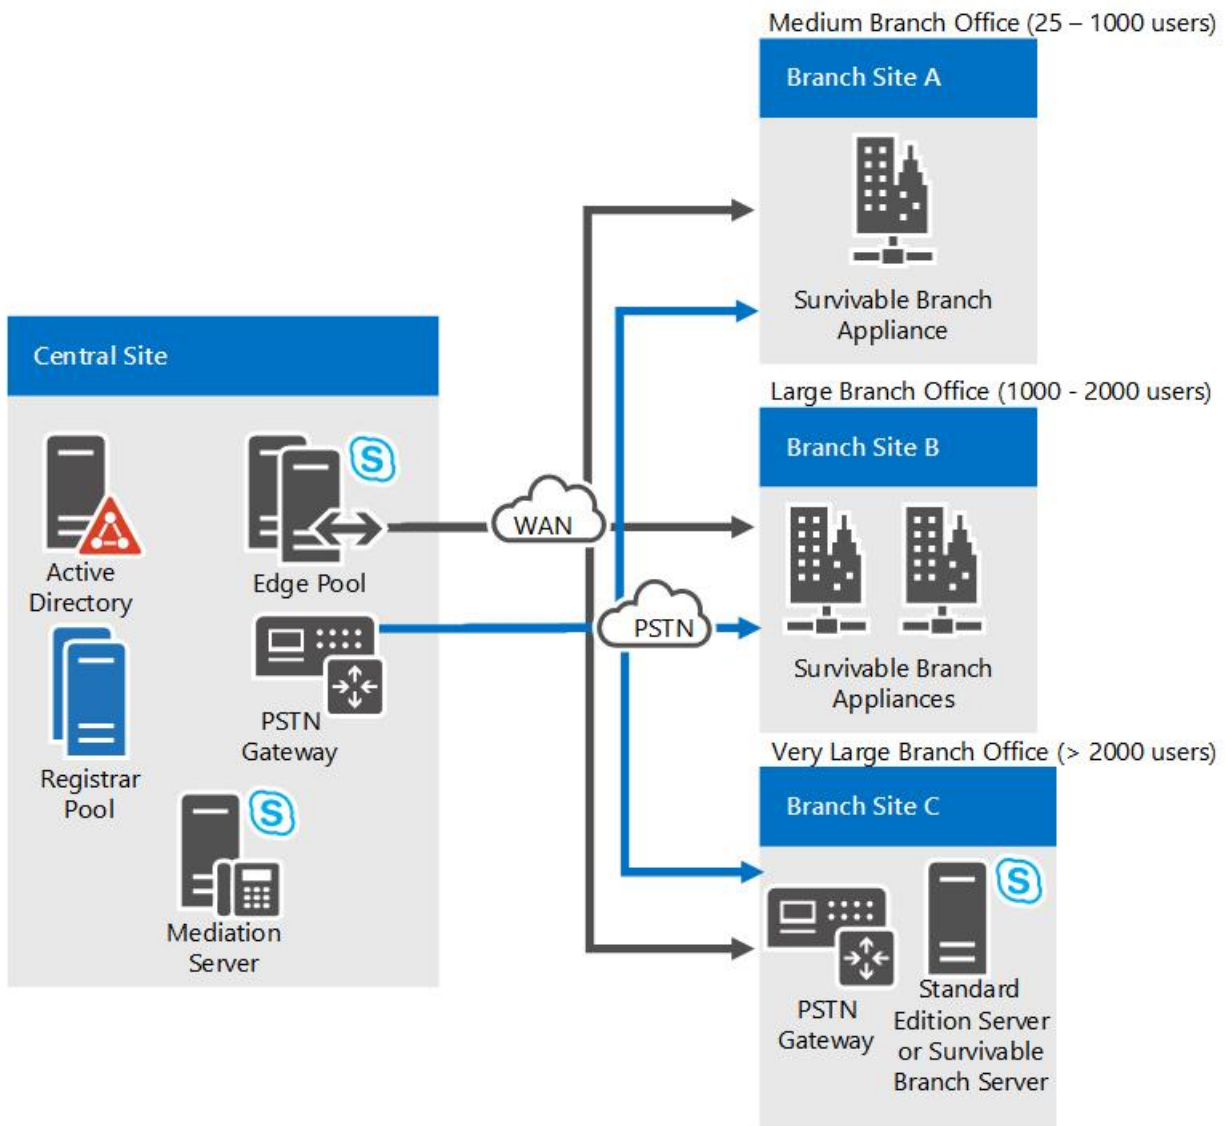 Medium Branch Office (25 – 1000 users)
Branch Site A
Survivable Branch
Appliance
Central Site
Active
Directory
S
Edge Pool
Registrar
Pool
PSTN
Gateway
S
Mediation
Server
WAN
PSTN
Large Branch Office (1000 - 2000 users)
Branch Site B
Survivable Branch
Appliances
Very Large Branch Office (> 2000 users)
Branch Site C
PSTN
Gateway
S
Standard
Edition Server
or Survivable
Branch Server